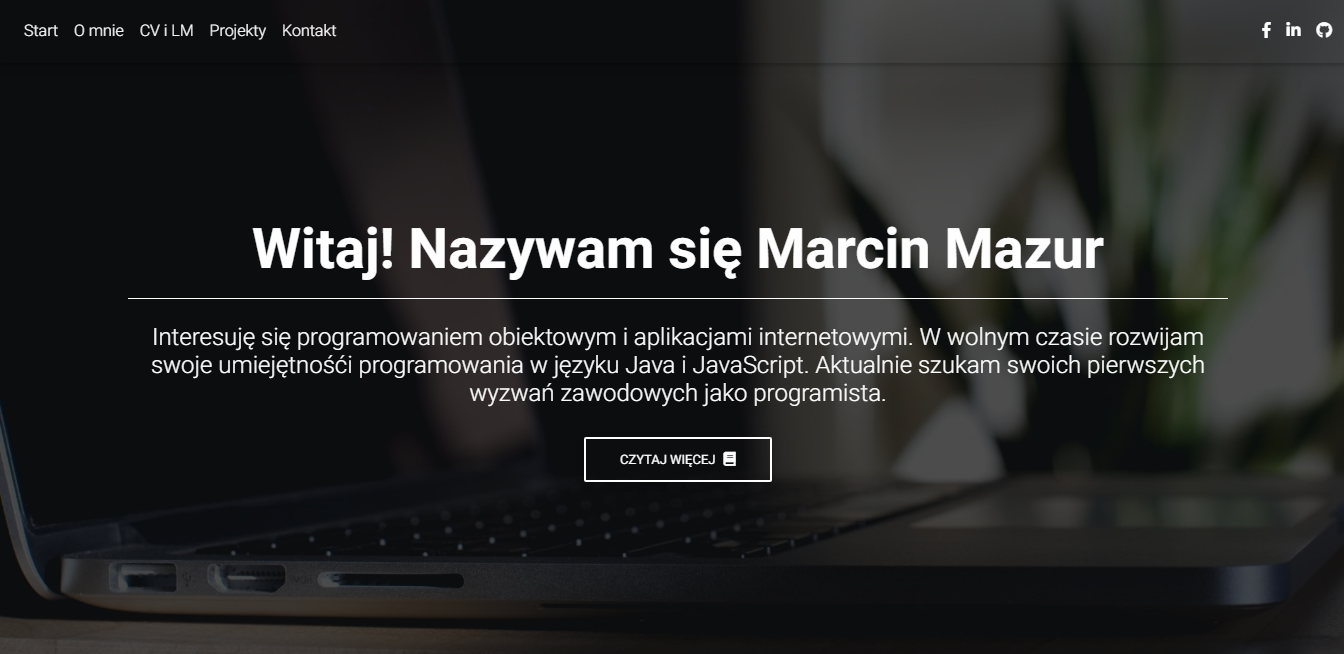 Start O mnie CV i LM Projekty Kontakt
Witaj! Nazywam się Marcin Mazur
Interesuję się programowaniem obiektowym i aplikacjami internetowymi. W wolnym czasie rozwijam
swoje umiejętnośći programowania w języku Java i JavaScript. Aktualnie szukam swoich pierwszych
wyzwań zawodowych jako programista.
CZYTAJ WIĘCEJ